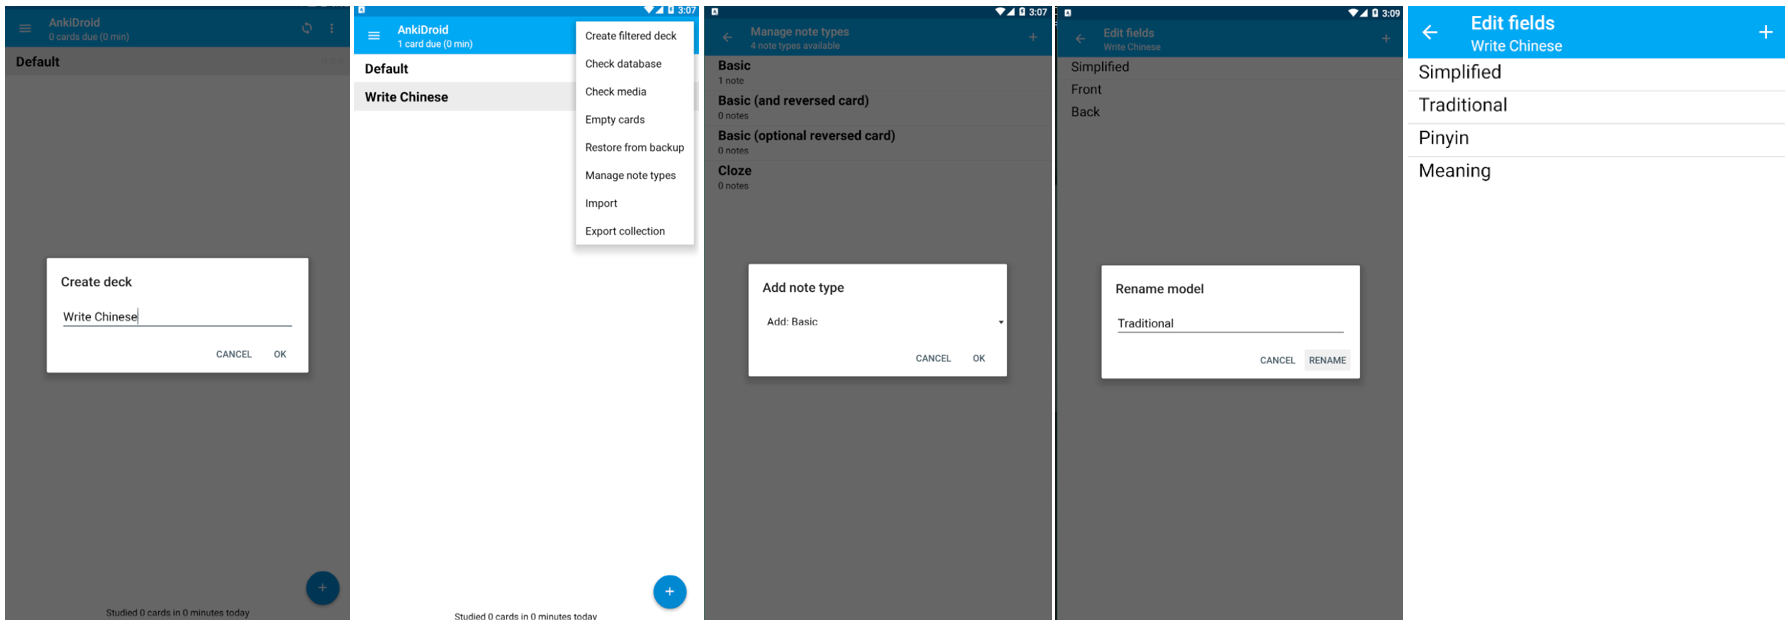 AnkiDroid
0 cards due (0 min)
Default
Create deck
Write Chinese
CANCEL OK
Studied 0 cards in 0 minutes today
3:07
AnkiDroid
1 card due (0 min)
Default
Write Chinese
Create filtered deck
Check database
Check media
Empty cards
Restore from backup
Manage note types
Import
Export collection
Studied 0 cards in 0 minutes today
3:07
Manage note types
4 note types available
Basic
1 note
Basic (and reversed card)
0 notes
Basic (optional reversed card)
0 notes
Cloze
0 notes
Add note type
Add: Basic
CANCEL OK
3:09
Edit fields
Write Chinese
Simplified
Front
Back
Rename model
Traditional
CANCEL RENAME
Edit fields
Write Chinese
Simplified
Traditional
Pinyin
Meaning